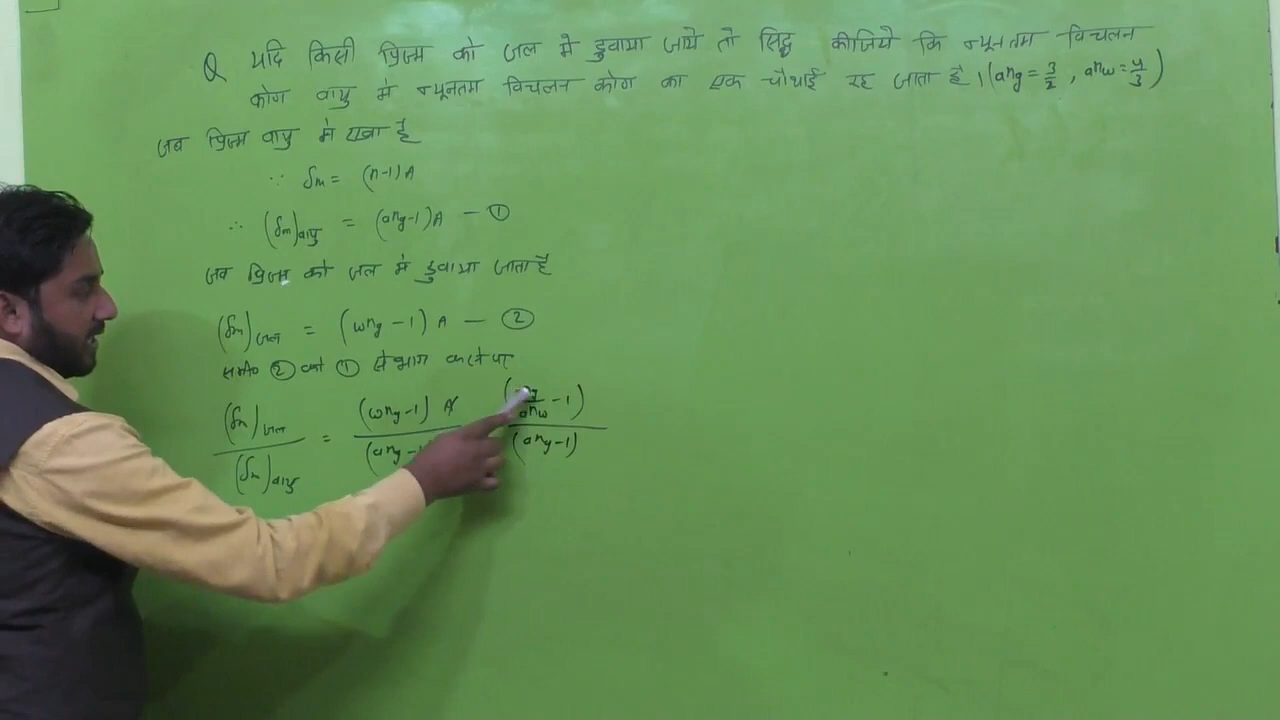 Q यदि किसी प्रिज्म को जल में डुबाया जाये तो सिद्ध कीजिये कि न्यूनतम विचलन
कोण वायु में न्यूनतम विचलन कोण का एक चौथाई रह जाता है । (ang = 3/2 , anw = 4/3)
जब प्रिज्म वायु में रखा है
∵ δm = (n-1)A
∴ (δm)वायु = (ang-1)A — ①
जब प्रिज्म को जल में डुबाया जाता है
(δm)जल = (wng-1)A — ②
समी० ② को ① से भाग करने पर
(δm)जल / (δm)वायु = (wng-1) A / (ang-1 (ng/anw - 1) / (ang-1)